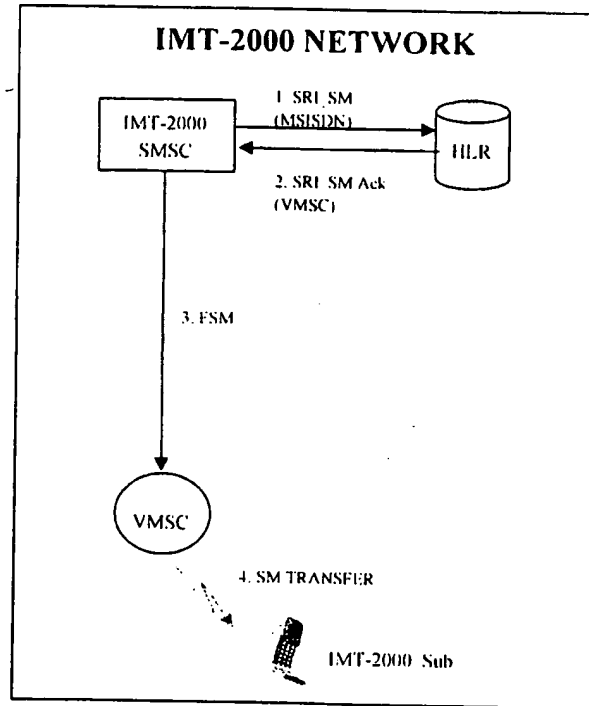 IMT-2000 NETWORK
1. SRI_SM
(MSISDN)
IMT-2000
SMSC
HLR
2. SRI_SM Ack
(VMSC)
3. FSM
VMSC
4. SM TRANSFER
IMT-2000 Sub